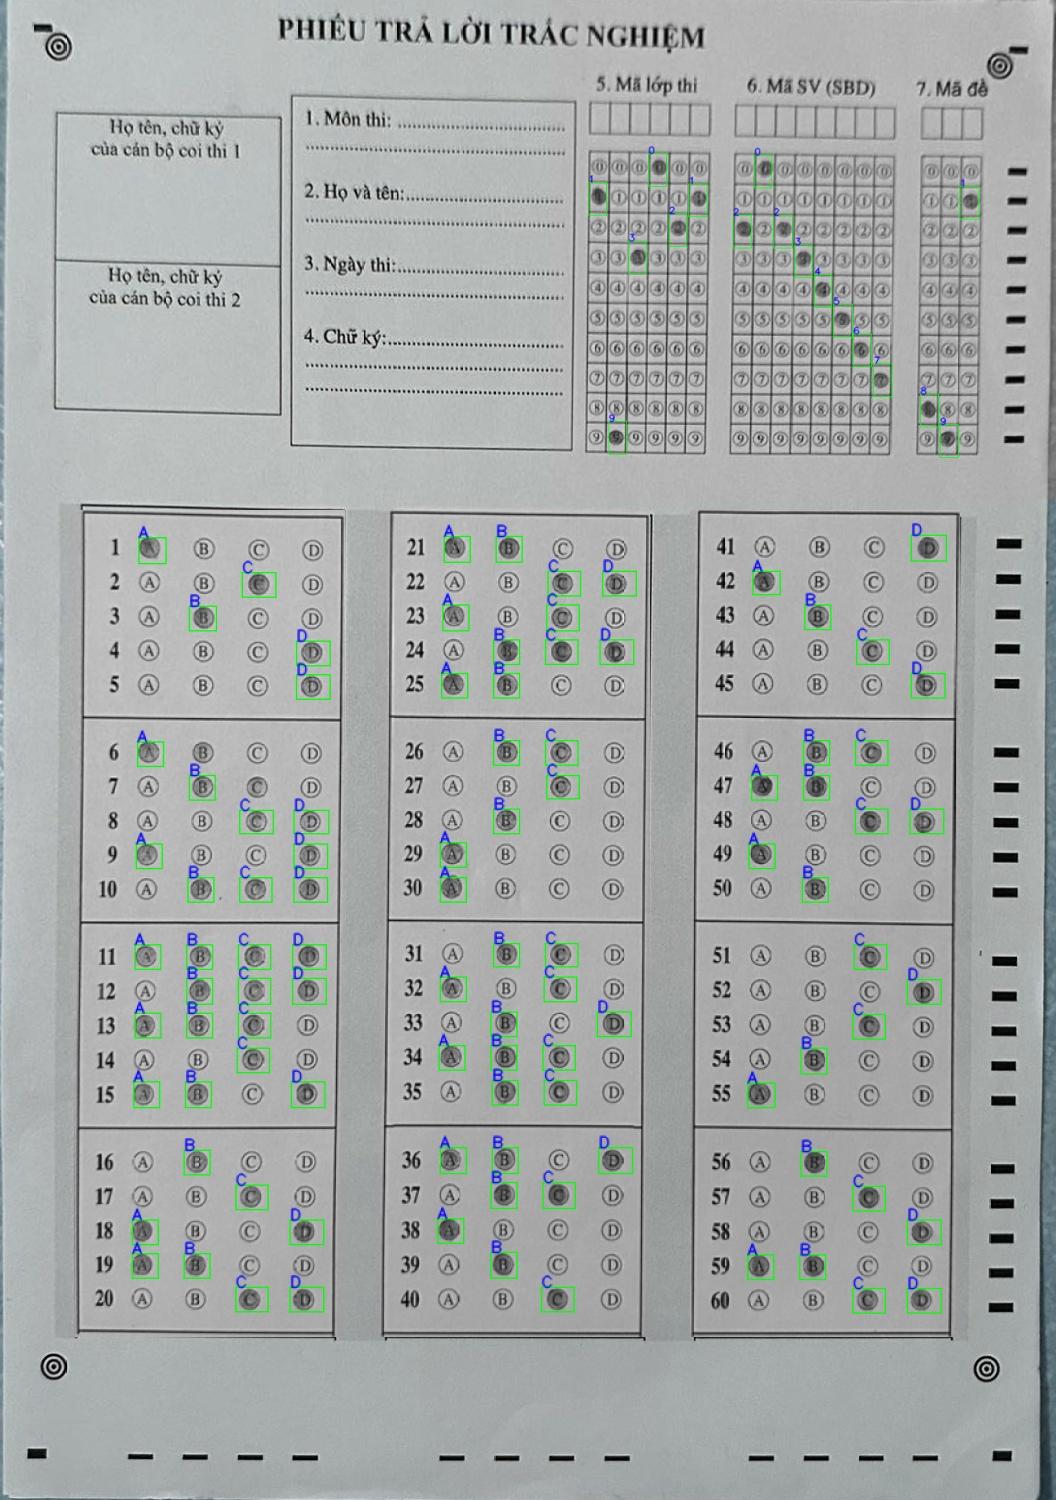 PHIẾU TRẢ LỜI TRẮC NGHIỆM
Họ tên, chữ ký
của cán bộ coi thi 1
Họ tên, chữ ký
của cán bộ coi thi 2
1. Môn thi:
2. Họ và tên:
3. Ngày thi:
4. Chữ ký:
5. Mã lớp thi
6. Mã SV (SBD)
7. Mã đề
1 A B C D
2 A B C D
3 A B C D
4 A B C D
5 A B C D
6 A B C D
7 A B C D
8 A B C D
9 A B C D
10 A B C D
11 A B C D
12 A B C D
13 A B C D
14 A B C D
15 A B C D
16 A B C D
17 A B C D
18 A B C D
19 A B C D
20 A B C D
21 A B C D
22 A B C D
23 A B C D
24 A B C D
25 A B C D
26 A B C D
27 A B C D
28 A B C D
29 A B C D
30 A B C D
31 A B C D
32 A B C D
33 A B C D
34 A B C D
35 A B C D
36 A B C D
37 A B C D
38 A B C D
39 A B C D
40 A B C D
41 A B C D
42 A B C D
43 A B C D
44 A B C D
45 A B C D
46 A B C D
47 A B C D
48 A B C D
49 A B C D
50 A B C D
51 A B C D
52 A B C D
53 A B C D
54 A B C D
55 A B C D
56 A B C D
57 A B C D
58 A B C D
59 A B C D
60 A B C D